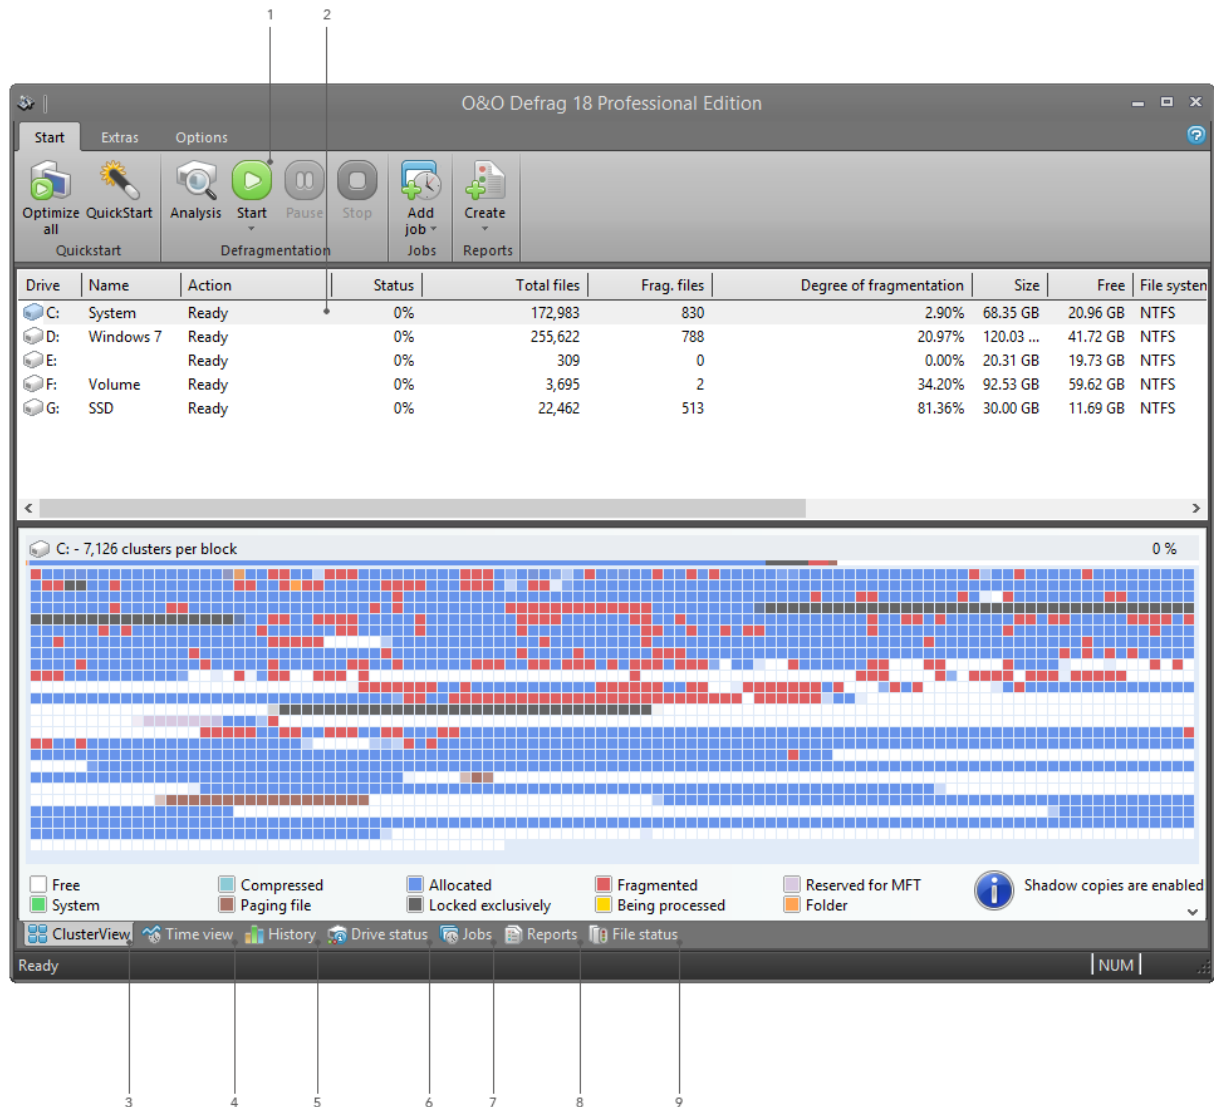 1 2
O&O Defrag 18 Professional Edition
Start Extras Options
Optimize all QuickStart Analysis Start Pause Stop Add job Create
Quickstart Defragmentation Jobs Reports
Drive Name Action Status Total files Frag. files Degree of fragmentation Size Free File systen
C: System Ready 0% 172,983 830 2.90% 68.35 GB 20.96 GB NTFS
D: Windows 7 Ready 0% 255,622 788 20.97% 120.03 ... 41.72 GB NTFS
E: Ready 0% 309 0 0.00% 20.31 GB 19.73 GB NTFS
F: Volume Ready 0% 3,695 2 34.20% 92.53 GB 59.62 GB NTFS
G: SSD Ready 0% 22,462 513 81.36% 30.00 GB 11.69 GB NTFS
C: - 7,126 clusters per block 0 %
Free Compressed Allocated Fragmented Reserved for MFT Shadow copies are enabled
System Paging file Locked exclusively Being processed Folder
ClusterView Time view History Drive status Jobs Reports File status
Ready NUM
3 4 5 6 7 8 9